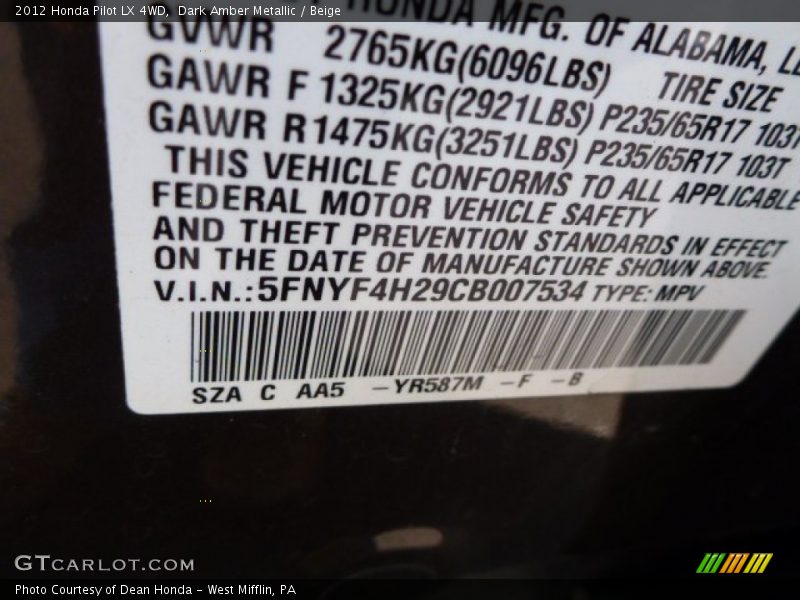 2012 Honda Pilot LX 4WD, Dark Amber Metallic / Beige
HONDA MFG. OF ALABAMA,
GVWR 2765KG(6096LBS) TIRE SIZE
GAWR F 1325KG(2921LBS) P235/65R17 103T
GAWR R 1475KG(3251LBS) P235/65R17 103T
THIS VEHICLE CONFORMS TO ALL APPLICABLE
FEDERAL MOTOR VEHICLE SAFETY
AND THEFT PREVENTION STANDARDS IN EFFECT
ON THE DATE OF MANUFACTURE SHOWN ABOVE.
V.I.N.:5FNYF4H29CB007534 TYPE: MPV
SZA C AA5 -YR587M -F -B
GTCARLOT.COM
Photo Courtesy of Dean Honda - West Mifflin, PA